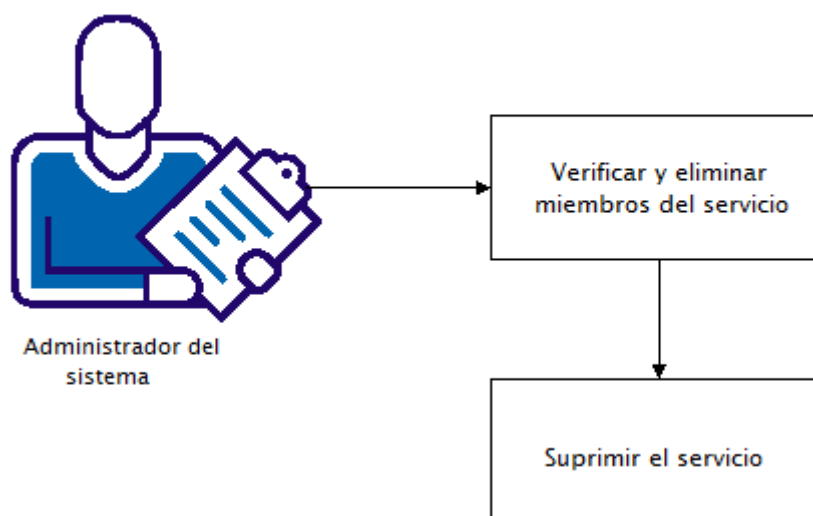 Administrador del
sistema
Verificar y eliminar
miembros del servicio
Suprimir el servicio